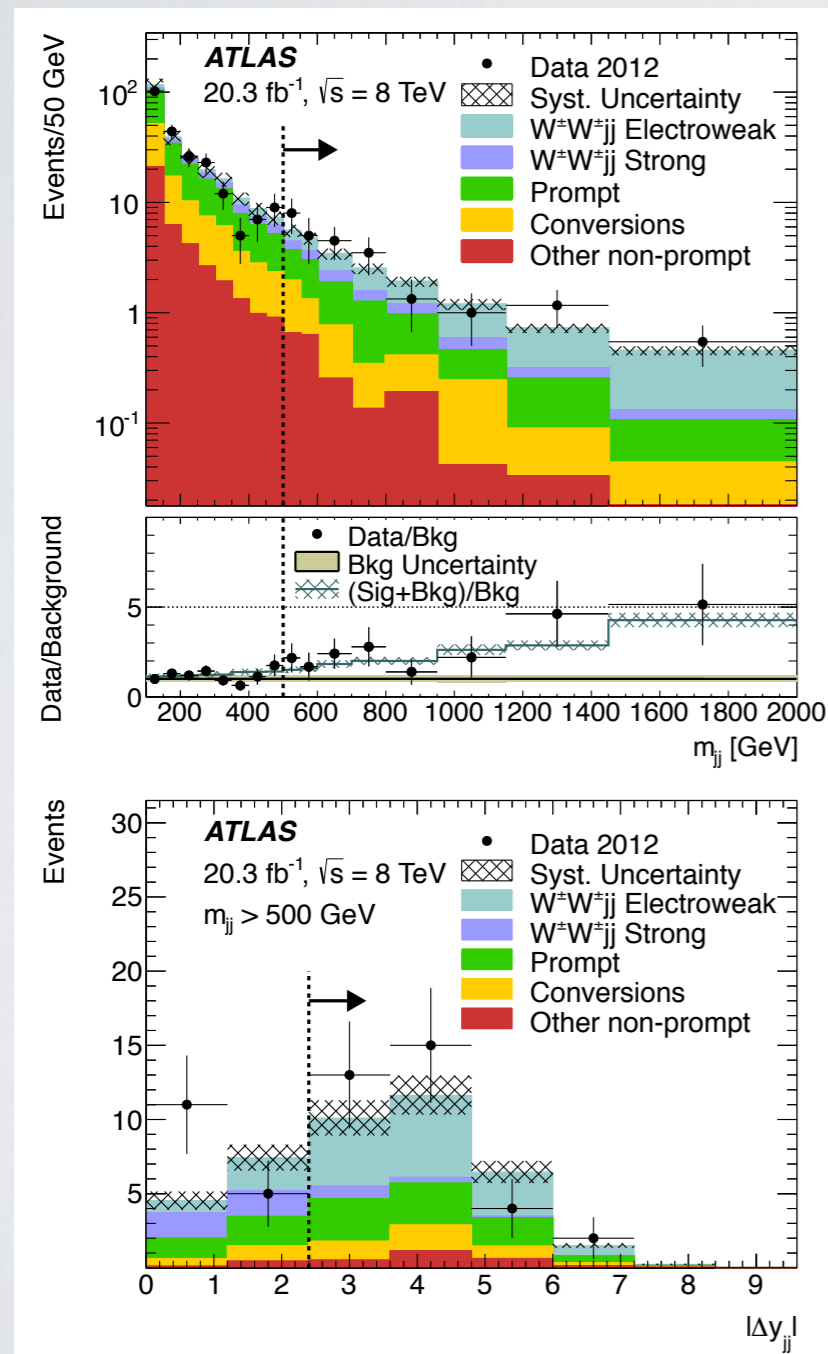 ATLAS
20.3 fb⁻¹, √s = 8 TeV
Data 2012
Syst. Uncertainty
W±W±jj Electroweak
W±W±jj Strong
Prompt
Conversions
Other non-prompt
Events/50 GeV
10²
10
1
10⁻¹
Data/Bkg
Bkg Uncertainty
(Sig+Bkg)/Bkg
Data/Background
5
0
200 400 600 800 1000 1200 1400 1600 1800 2000
m_jj [GeV]
ATLAS
20.3 fb⁻¹, √s = 8 TeV
m_jj > 500 GeV
Data 2012
Syst. Uncertainty
W±W±jj Electroweak
W±W±jj Strong
Prompt
Conversions
Other non-prompt
Events
30
25
20
15
10
5
0 1 2 3 4 5 6 7 8 9
|Δy_jj|